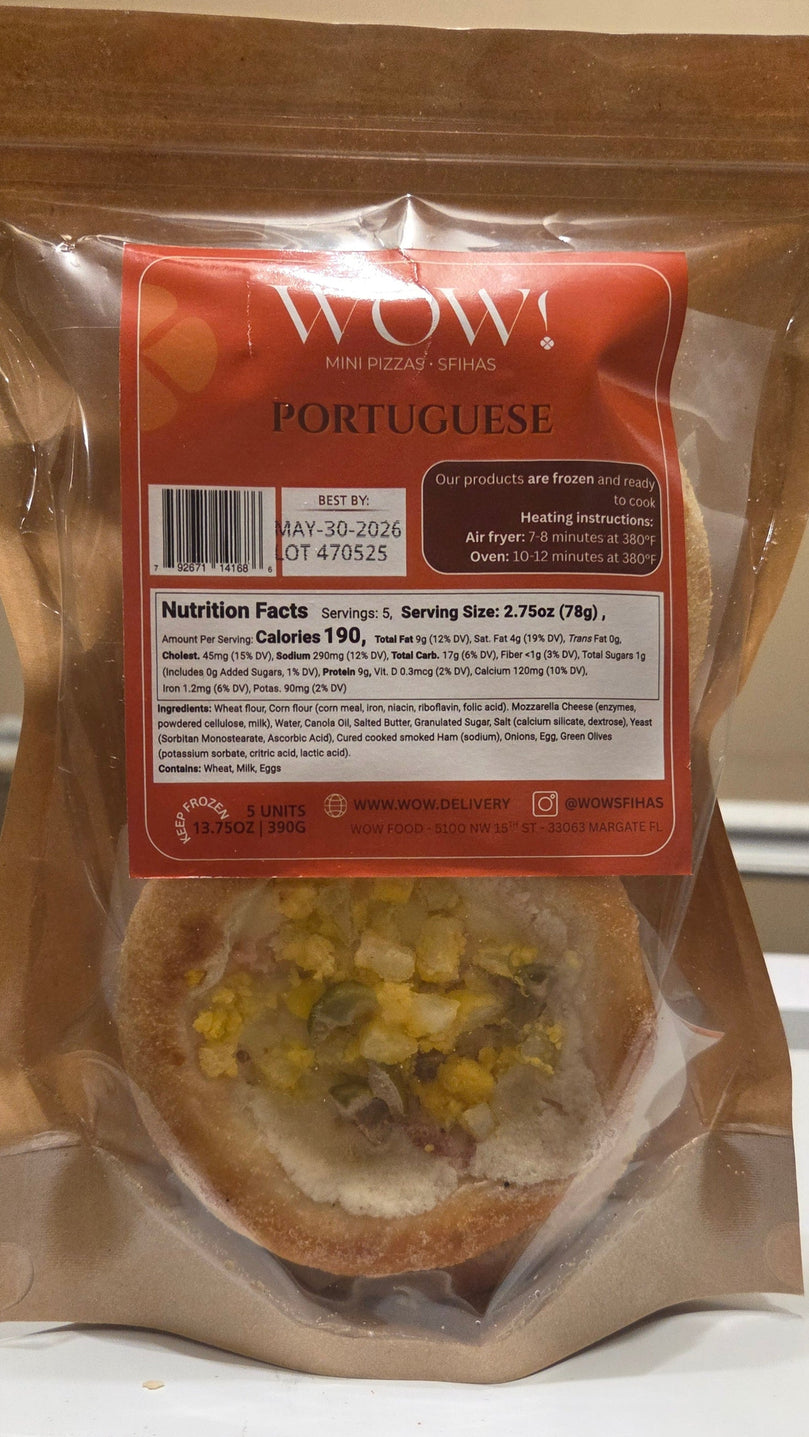 WOW!
MINI PIZZAS · SFIHAS
PORTUGUESE
BEST BY:
MAY-30-2026
LOT 470525
7 92671 14168 6
Our products are frozen and ready
to cook
Heating instructions:
Air fryer: 7-8 minutes at 380°F
Oven: 10-12 minutes at 380°F
Nutrition Facts Servings: 5, Serving Size: 2.75oz (78g) ,
Amount Per Serving: Calories 190, Total Fat 9g (12% DV), Sat. Fat 4g (19% DV), Trans Fat 0g,
Cholest. 45mg (15% DV), Sodium 290mg (12% DV), Total Carb. 17g (6% DV), Fiber <1g (3% DV), Total Sugars 1g
(Includes 0g Added Sugars, 1% DV), Protein 9g, Vit. D 0.3mcg (2% DV), Calcium 120mg (10% DV),
Iron 1.2mg (6% DV), Potas. 90mg (2% DV)
Ingredients: Wheat flour, Corn flour (corn meal, iron, niacin, riboflavin, folic acid). Mozzarella Cheese (enzymes,
powdered cellulose, milk), Water, Canola Oil, Salted Butter, Granulated Sugar, Salt (calcium silicate, dextrose), Yeast
(Sorbitan Monostearate, Ascorbic Acid), Cured cooked smoked Ham (sodium), Onions, Egg, Green Olives
(potassium sorbate, critric acid, lactic acid).
Contains: Wheat, Milk, Eggs
KEEP FROZEN
5 UNITS
13.75OZ | 390G
WWW.WOW.DELIVERY
@WOWSFIHAS
WOW FOOD - 5100 NW 15TH ST - 33063 MARGATE FL